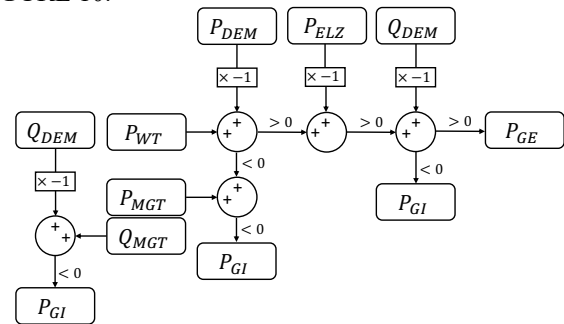 P_DEM P_ELZ Q_DEM
× −1 × −1 × −1
Q_DEM P_WT + + > 0 + + > 0 + + > 0 P_GE
< 0 < 0
× −1 P_MGT + + P_GI
+ + Q_MGT < 0
< 0 P_GI
P_GI